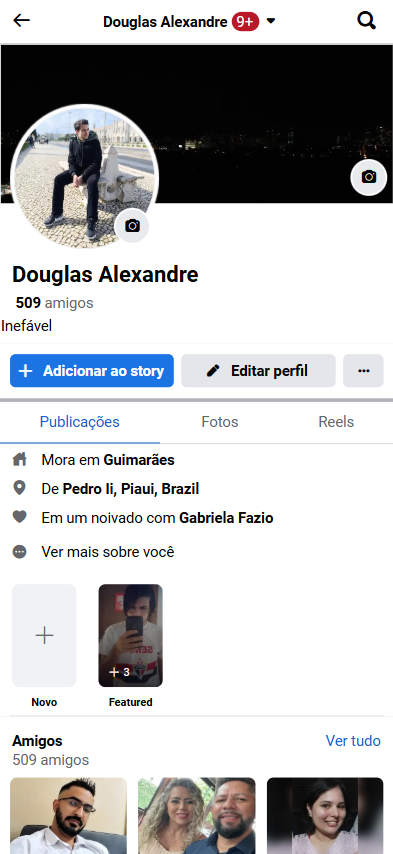 Douglas Alexandre 9+
Douglas Alexandre
509 amigos
Inefável
Adicionar ao story
Editar perfil
Publicações
Fotos
Reels
Mora em Guimarães
De Pedro Ii, Piaui, Brazil
Em um noivado com Gabriela Fazio
Ver mais sobre você
+ 3
Novo
Featured
Amigos
Ver tudo
509 amigos